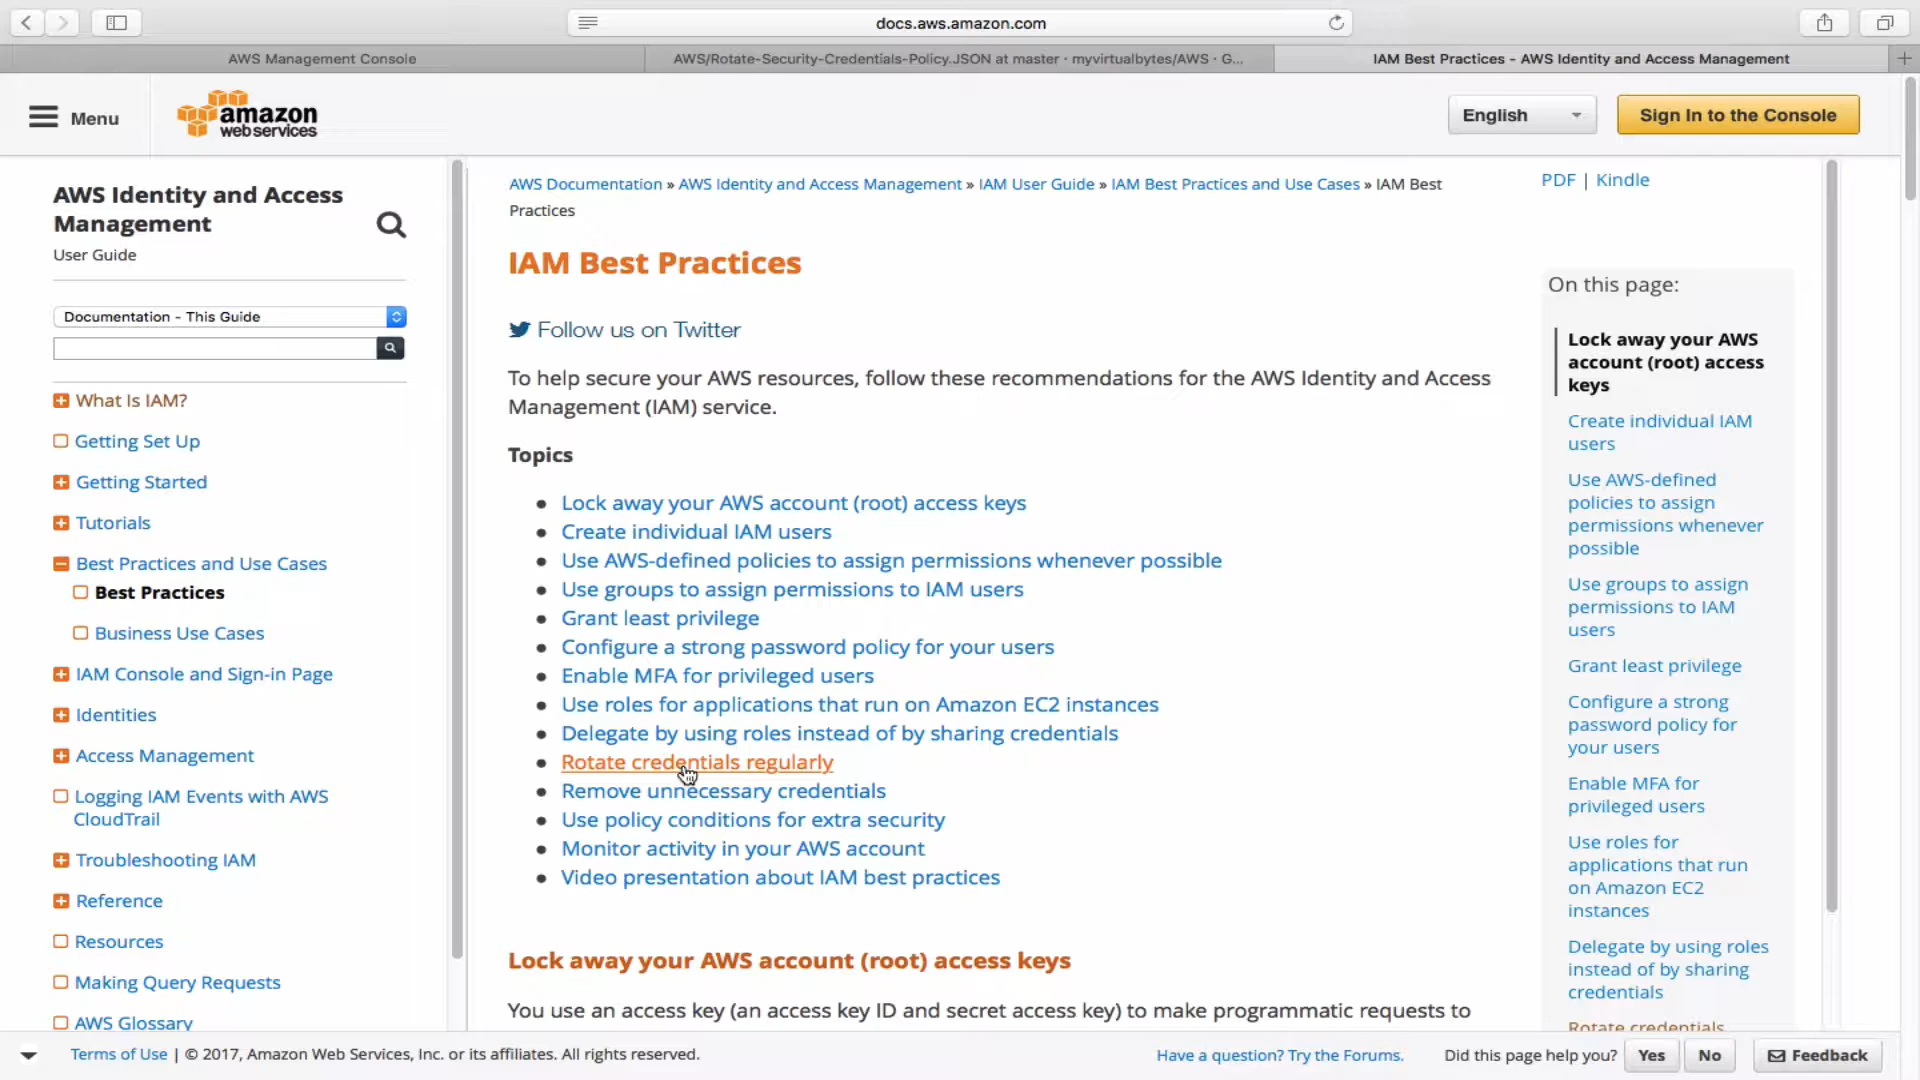 docs.aws.amazon.com
AWS Management Console
AWS/Rotate-Security-Credentials-Policy.JSON at master · myvirtualbytes/AWS · G...
IAM Best Practices - AWS Identity and Access Management
Menu
amazon
web services
English
Sign In to the Console
AWS Identity and Access
Management
User Guide
Documentation - This Guide
What Is IAM?
Getting Set Up
Getting Started
Tutorials
Best Practices and Use Cases
Best Practices
Business Use Cases
IAM Console and Sign-in Page
Identities
Access Management
Logging IAM Events with AWS
CloudTrail
Troubleshooting IAM
Reference
Resources
Making Query Requests
AWS Glossary
AWS Documentation » AWS Identity and Access Management » IAM User Guide » IAM Best Practices and Use Cases » IAM Best
Practices
IAM Best Practices
Follow us on Twitter
To help secure your AWS resources, follow these recommendations for the AWS Identity and Access
Management (IAM) service.
Topics
Lock away your AWS account (root) access keys
Create individual IAM users
Use AWS-defined policies to assign permissions whenever possible
Use groups to assign permissions to IAM users
Grant least privilege
Configure a strong password policy for your users
Enable MFA for privileged users
Use roles for applications that run on Amazon EC2 instances
Delegate by using roles instead of by sharing credentials
Rotate credentials regularly
Remove unnecessary credentials
Use policy conditions for extra security
Monitor activity in your AWS account
Video presentation about IAM best practices
Lock away your AWS account (root) access keys
You use an access key (an access key ID and secret access key) to make programmatic requests to
PDF | Kindle
On this page:
Lock away your AWS
account (root) access
keys
Create individual IAM
users
Use AWS-defined
policies to assign
permissions whenever
possible
Use groups to assign
permissions to IAM
users
Grant least privilege
Configure a strong
password policy for
your users
Enable MFA for
privileged users
Use roles for
applications that run
on Amazon EC2
instances
Delegate by using roles
instead of by sharing
credentials
Rotate credentials
Terms of Use | © 2017, Amazon Web Services, Inc. or its affiliates. All rights reserved.
Have a question? Try the Forums.
Did this page help you?
Yes
No
Feedback